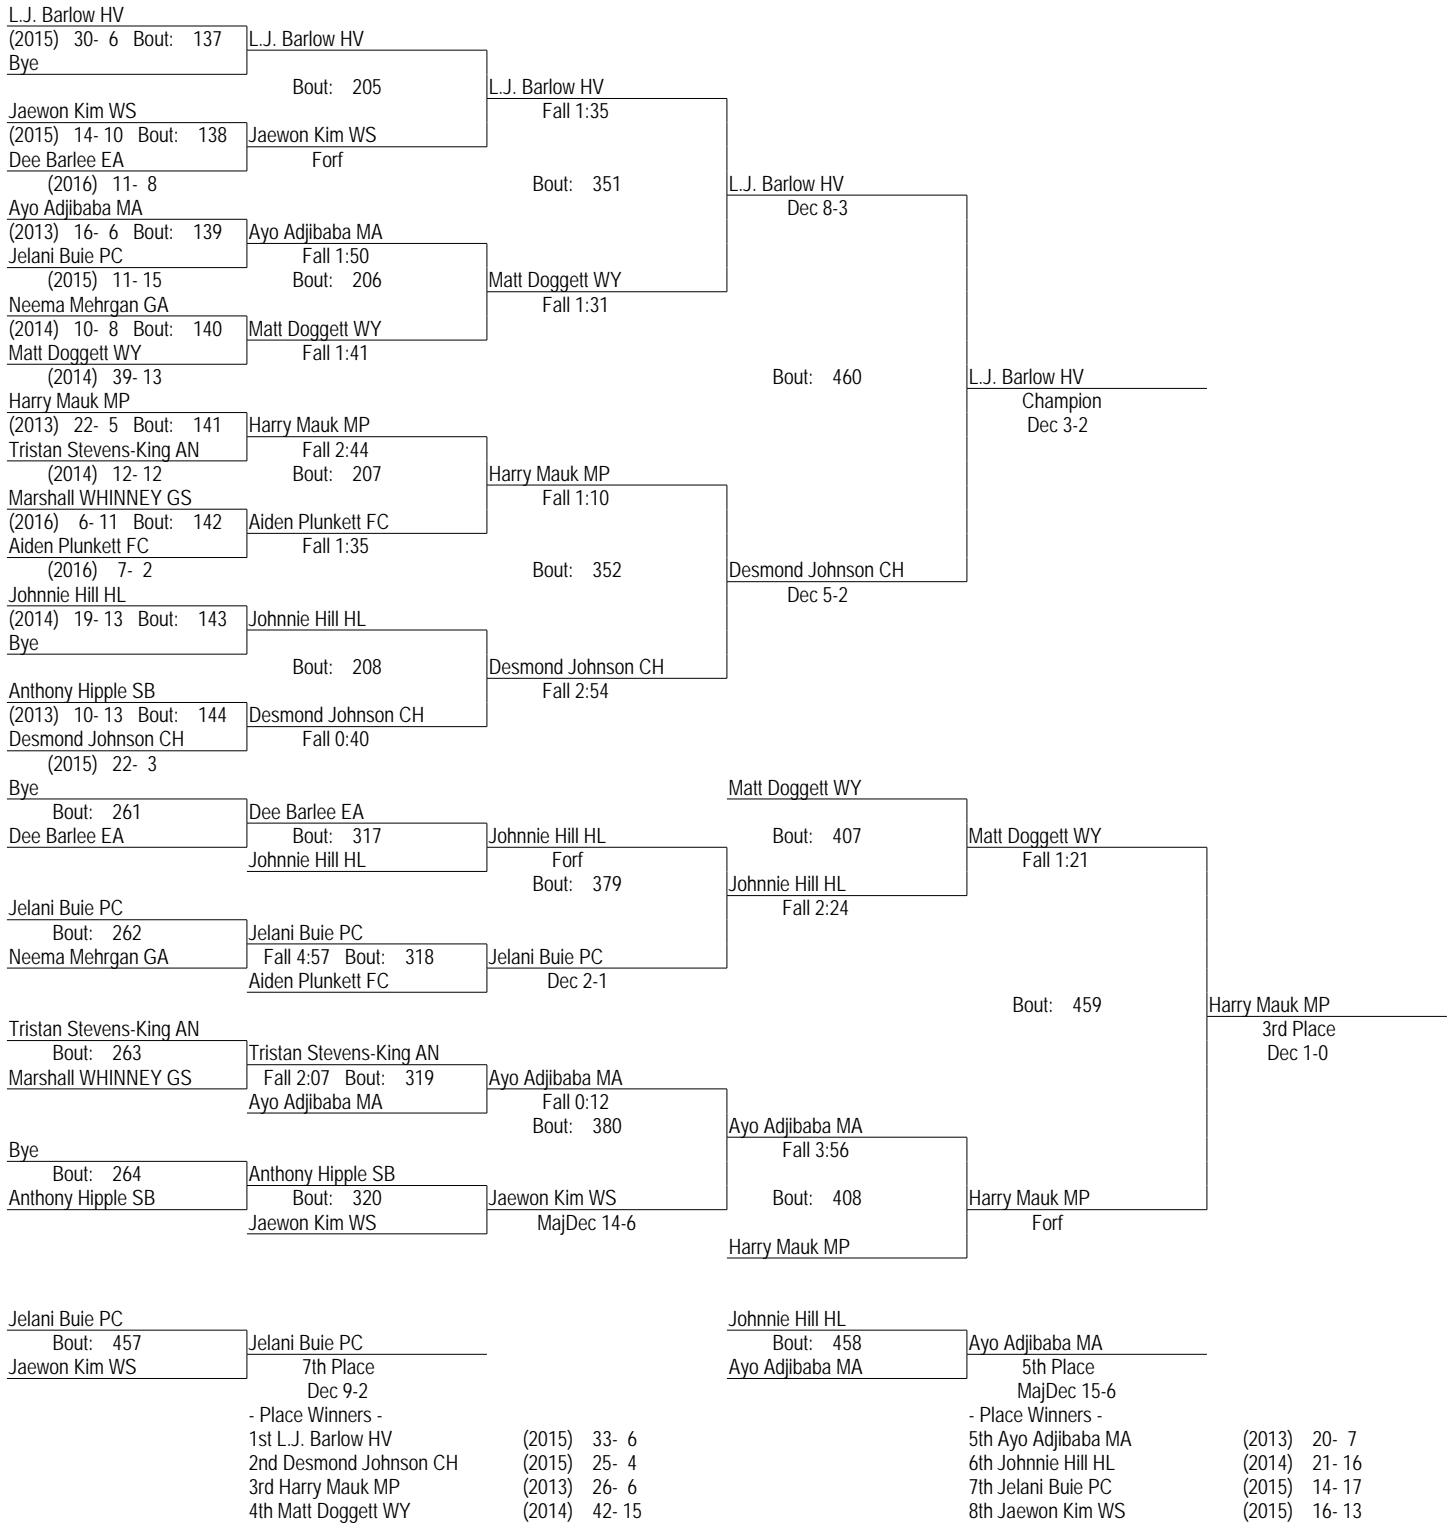 L.J. Barlow HV
(2015) 30- 6 Bout: 137 L.J. Barlow HV
Bye
Bout: 205 L.J. Barlow HV
Jaewon Kim WS Fall 1:35
(2015) 14- 10 Bout: 138 Jaewon Kim WS
Dee Barlee EA Forf
(2016) 11- 8 Bout: 351 L.J. Barlow HV
Ayo Adjibaba MA Dec 8-3
(2013) 16- 6 Bout: 139 Ayo Adjibaba MA
Jelani Buie PC Fall 1:50
(2015) 11- 15 Bout: 206 Matt Doggett WY
Neema Mehrgan GA Fall 1:31
(2014) 10- 8 Bout: 140 Matt Doggett WY
Matt Doggett WY Fall 1:41
(2014) 39- 13 Bout: 460 L.J. Barlow HV
Harry Mauk MP Champion
(2013) 22- 5 Bout: 141 Harry Mauk MP Dec 3-2
Tristan Stevens-King AN Fall 2:44
(2014) 12- 12 Bout: 207 Harry Mauk MP
Marshall WHINNEY GS Fall 1:10
(2016) 6- 11 Bout: 142 Aiden Plunkett FC
Aiden Plunkett FC Fall 1:35
(2016) 7- 2 Bout: 352 Desmond Johnson CH
Johnnie Hill HL Dec 5-2
(2014) 19- 13 Bout: 143 Johnnie Hill HL
Bye
Bout: 208 Desmond Johnson CH
Anthony Hipple SB Fall 2:54
(2013) 10- 13 Bout: 144 Desmond Johnson CH
Desmond Johnson CH Fall 0:40
(2015) 22- 3
Bye Matt Doggett WY
Bout: 261 Dee Barlee EA
Dee Barlee EA Bout: 317 Johnnie Hill HL Bout: 407 Matt Doggett WY
Johnnie Hill HL Forf Fall 1:21
Bout: 379 Johnnie Hill HL
Jelani Buie PC Fall 2:24
Bout: 262 Jelani Buie PC
Neema Mehrgan GA Fall 4:57 Bout: 318 Jelani Buie PC
Aiden Plunkett FC Dec 2-1
Bout: 459 Harry Mauk MP
Tristan Stevens-King AN 3rd Place
Bout: 263 Tristan Stevens-King AN Dec 1-0
Marshall WHINNEY GS Fall 2:07 Bout: 319 Ayo Adjibaba MA
Ayo Adjibaba MA Fall 0:12
Bout: 380 Ayo Adjibaba MA
Bye Fall 3:56
Bout: 264 Anthony Hipple SB
Anthony Hipple SB Bout: 320 Jaewon Kim WS Bout: 408 Harry Mauk MP
Jaewon Kim WS MajDec 14-6 Forf
Harry Mauk MP
Jelani Buie PC Johnnie Hill HL
Bout: 457 Jelani Buie PC Bout: 458 Ayo Adjibaba MA
Jaewon Kim WS 7th Place Ayo Adjibaba MA 5th Place
Dec 9-2 MajDec 15-6
- Place Winners - - Place Winners -
1st L.J. Barlow HV (2015) 33- 6 5th Ayo Adjibaba MA (2013) 20- 7
2nd Desmond Johnson CH (2015) 25- 4 6th Johnnie Hill HL (2014) 21- 16
3rd Harry Mauk MP (2013) 26- 6 7th Jelani Buie PC (2015) 14- 17
4th Matt Doggett WY (2014) 42- 15 8th Jaewon Kim WS (2015) 16- 13